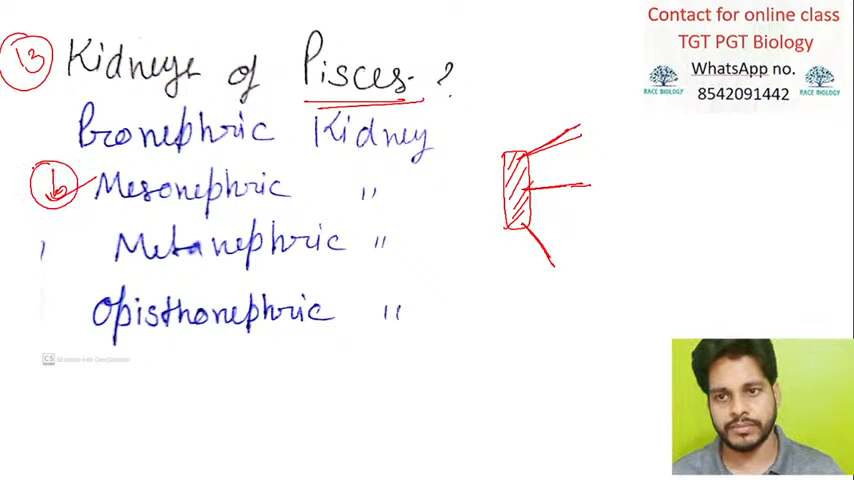 13 Kidneys of Pisces ?
Pronephric Kidney
b Mesonephric "
Metanephric "
Opisthonephric "
CS
Contact for online class
TGT PGT Biology
WhatsApp no.
8542091442
RACE BIOLOGY
RACE BIOLOGY